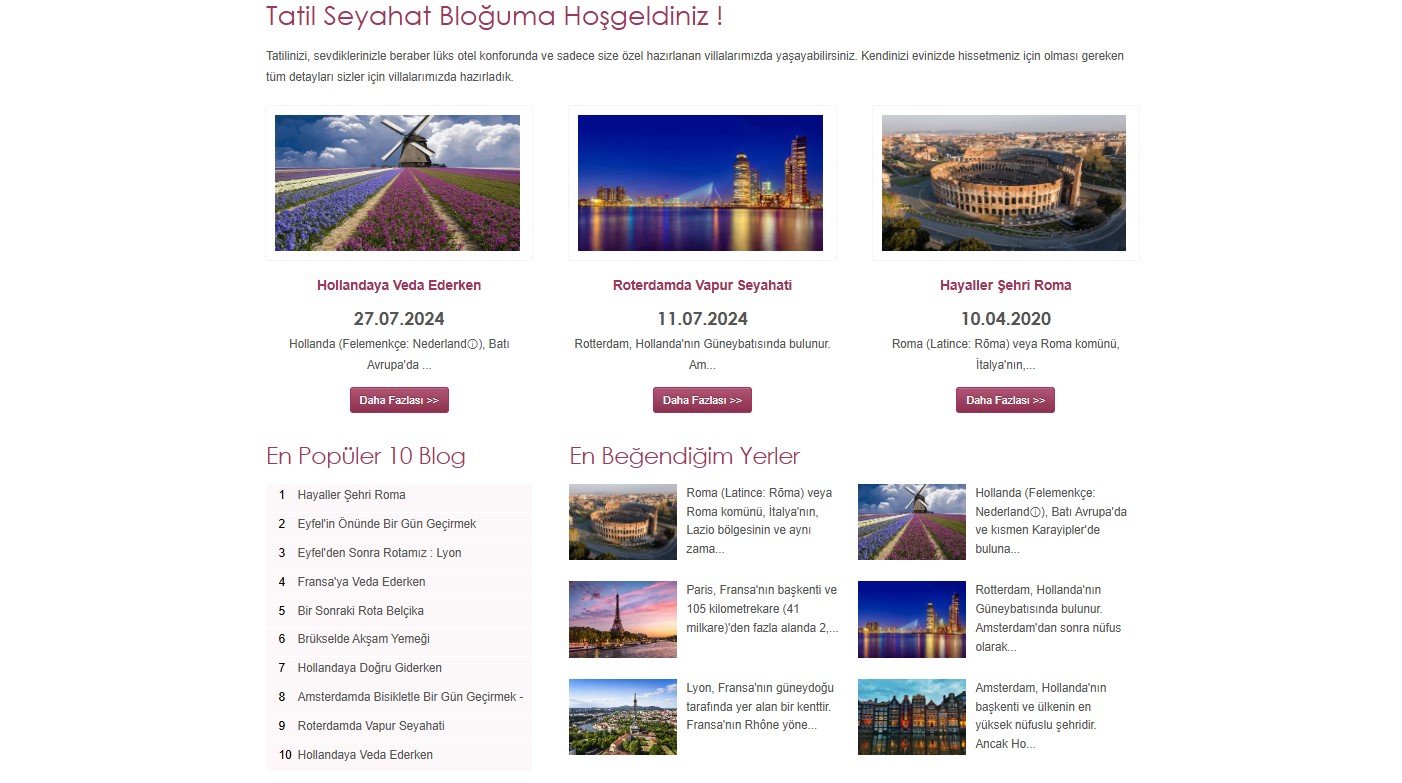 Tatil Seyahat Bloğuma Hoşgeldiniz !
Tatilinizi, sevdiklerinizle beraber lüks otel konforunda ve sadece size özel hazırlanan villalarımızda yaşayabilirsiniz. Kendinizi evinizde hissetmeniz için olması gereken
tüm detayları sizler için villalarımızda hazırladık.
Hollandaya Veda Ederken
27.07.2024
Hollanda (Felemenkçe: Nederlandⓘ), Batı
Avrupa'da ...
Daha Fazlası >>
Roterdamda Vapur Seyahati
11.07.2024
Rotterdam, Hollanda'nın Güneybatısında bulunur.
Am...
Daha Fazlası >>
Hayaller Şehri Roma
10.04.2020
Roma (Latince: Rōma) veya Roma komünü,
İtalya'nın,...
Daha Fazlası >>
En Popüler 10 Blog
1 Hayaller Şehri Roma
2 Eyfel'in Önünde Bir Gün Geçirmek
3 Eyfel'den Sonra Rotamız : Lyon
4 Fransa'ya Veda Ederken
5 Bir Sonraki Rota Belçika
6 Brükselde Akşam Yemeği
7 Hollandaya Doğru Giderken
8 Amsterdamda Bisikletle Bir Gün Geçirmek -
9 Roterdamda Vapur Seyahati
10 Hollandaya Veda Ederken
En Beğendiğim Yerler
Roma (Latince: Rōma) veya
Roma komünü, İtalya'nın,
Lazio bölgesinin ve aynı
zama...
Hollanda (Felemenkçe:
Nederlandⓘ), Batı Avrupa'da
ve kısmen Karayipler'de
buluna...
Paris, Fransa'nın başkenti ve
105 kilometrekare (41
milkare)'den fazla alanda 2,...
Rotterdam, Hollanda'nın
Güneybatısında bulunur.
Amsterdam'dan sonra nüfus
olarak...
Lyon, Fransa'nın güneydoğu
tarafında yer alan bir kenttir.
Fransa'nın Rhône yöne...
Amsterdam, Hollanda'nın
başkenti ve ülkenin en
yüksek nüfuslu şehridir.
Ancak Ho...